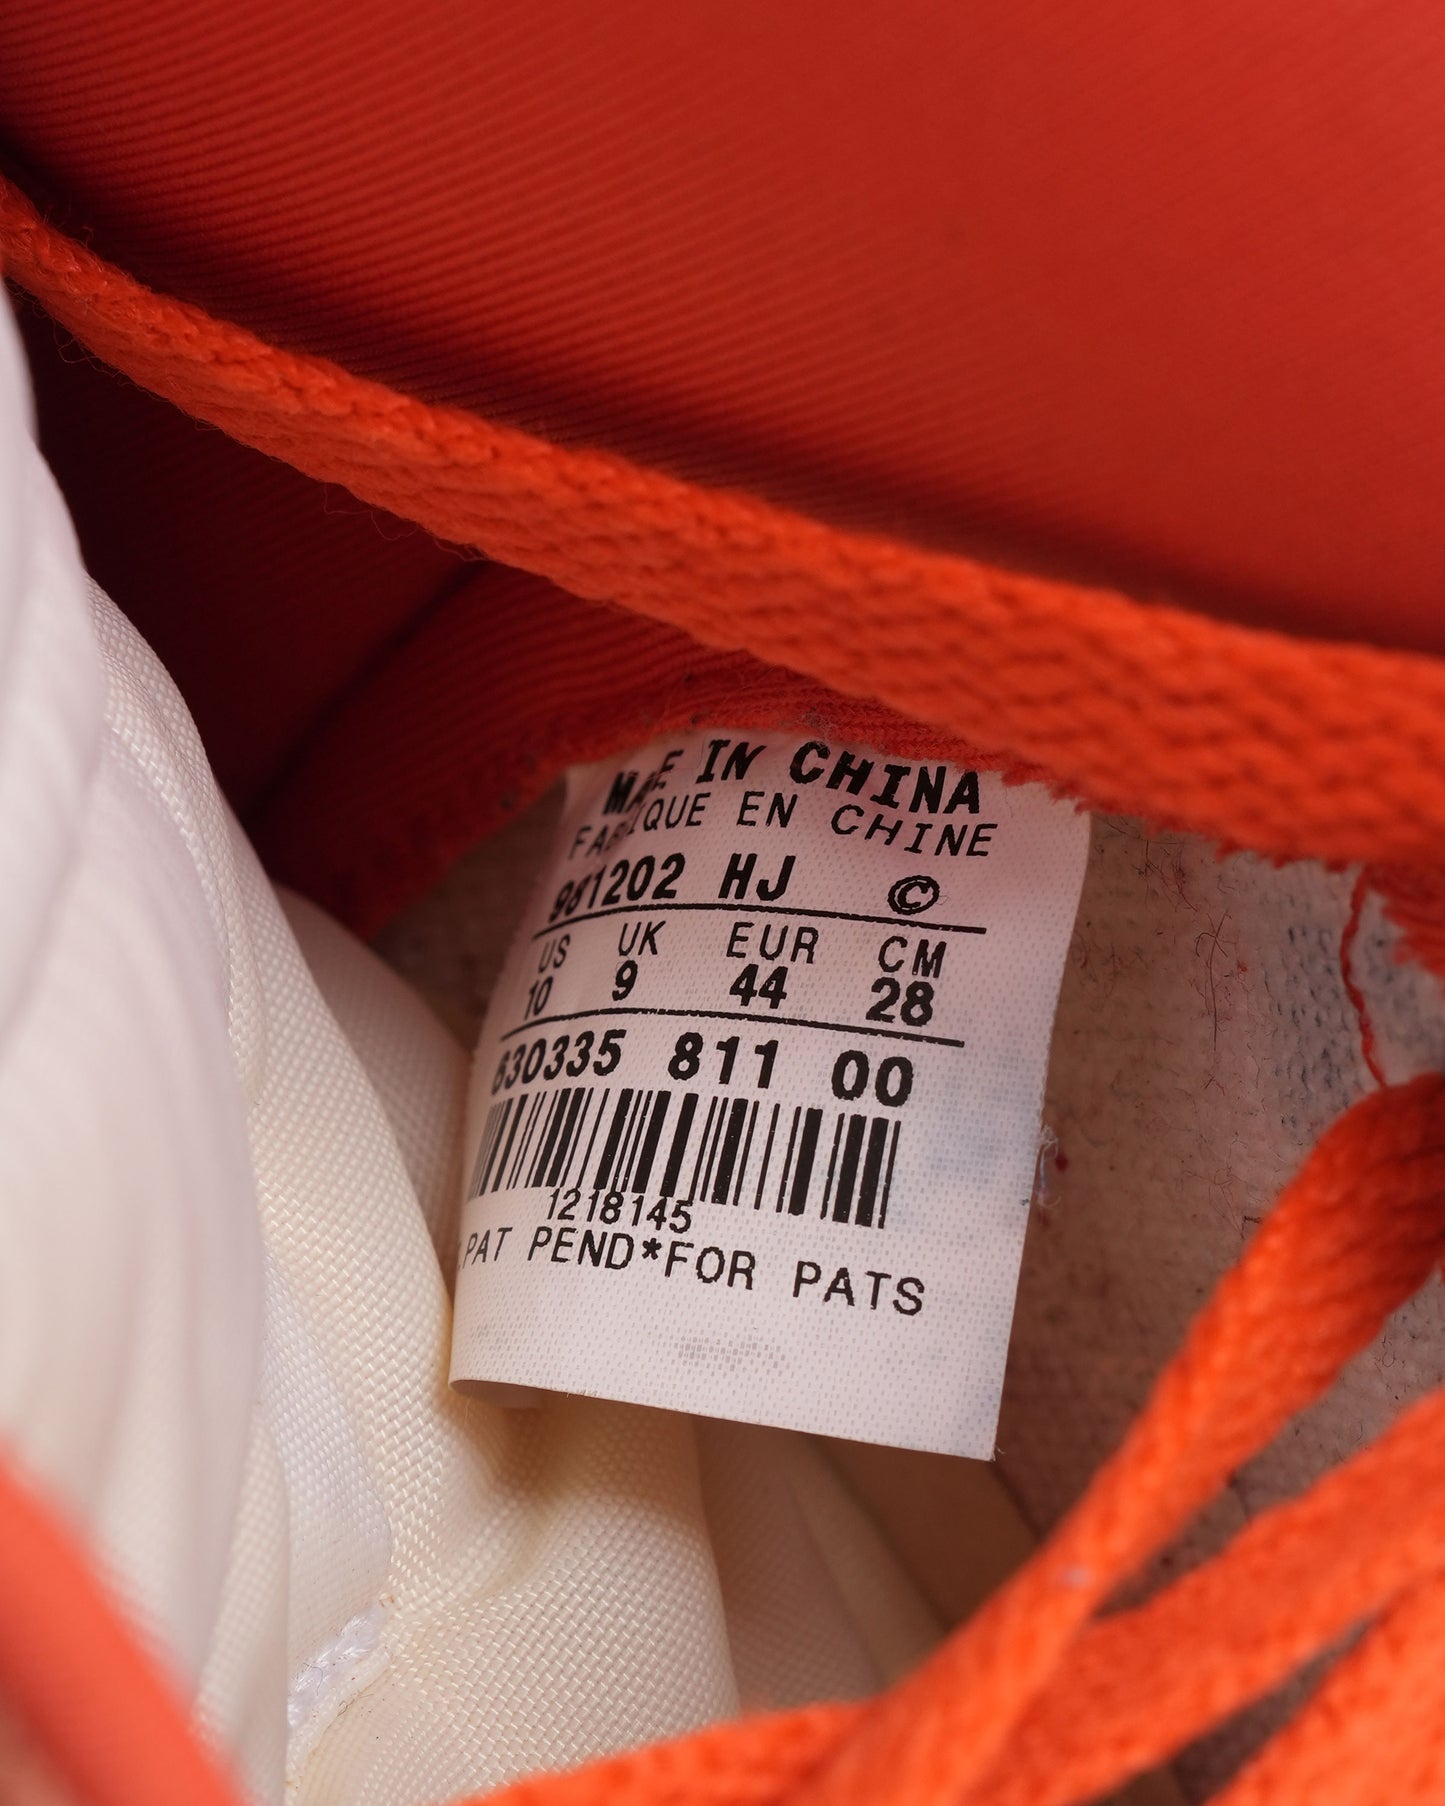 MADE IN CHINA
FABRIQUE EN CHINE
981202 HJ ©
US UK EUR CM
10 9 44 28
630335 811 00
1218145
.PAT PEND*FOR PATS